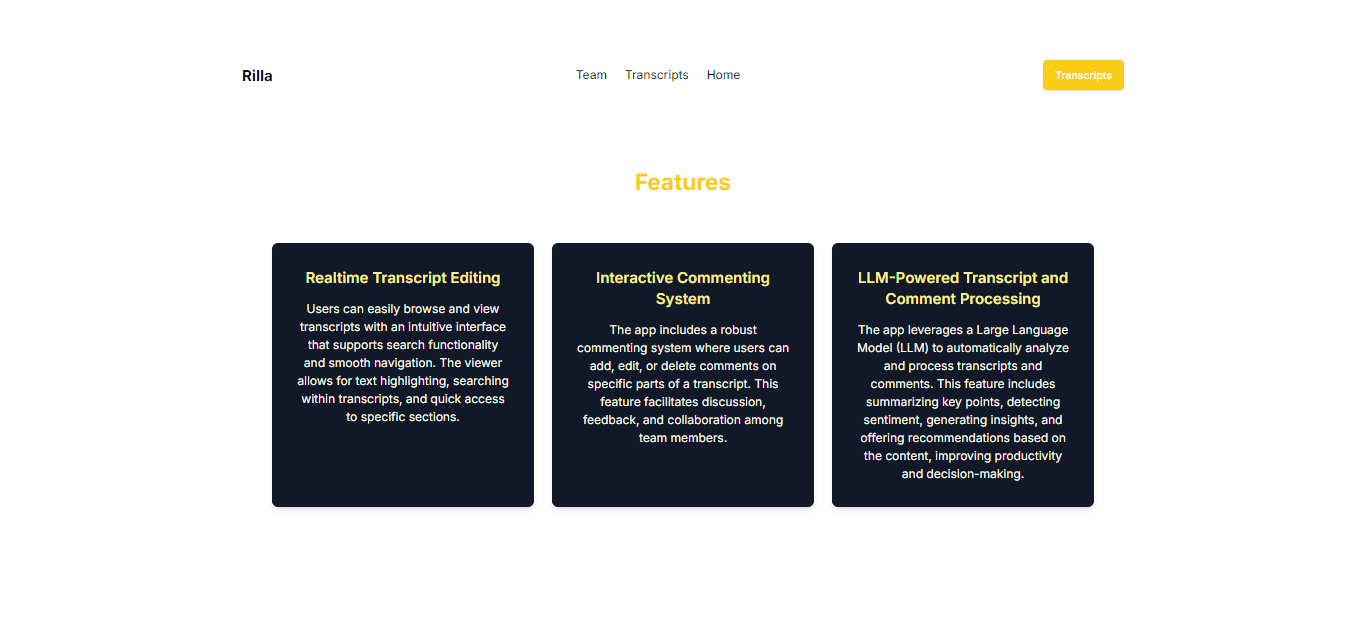 Rilla
Team Transcripts Home
Transcripts
Features
Realtime Transcript Editing
Users can easily browse and view
transcripts with an intuitive interface
that supports search functionality
and smooth navigation. The viewer
allows for text highlighting, searching
within transcripts, and quick access
to specific sections.
Interactive Commenting
System
The app includes a robust
commenting system where users can
add, edit, or delete comments on
specific parts of a transcript. This
feature facilitates discussion,
feedback, and collaboration among
team members.
LLM-Powered Transcript and
Comment Processing
The app leverages a Large Language
Model (LLM) to automatically analyze
and process transcripts and
comments. This feature includes
summarizing key points, detecting
sentiment, generating insights, and
offering recommendations based on
the content, improving productivity
and decision-making.